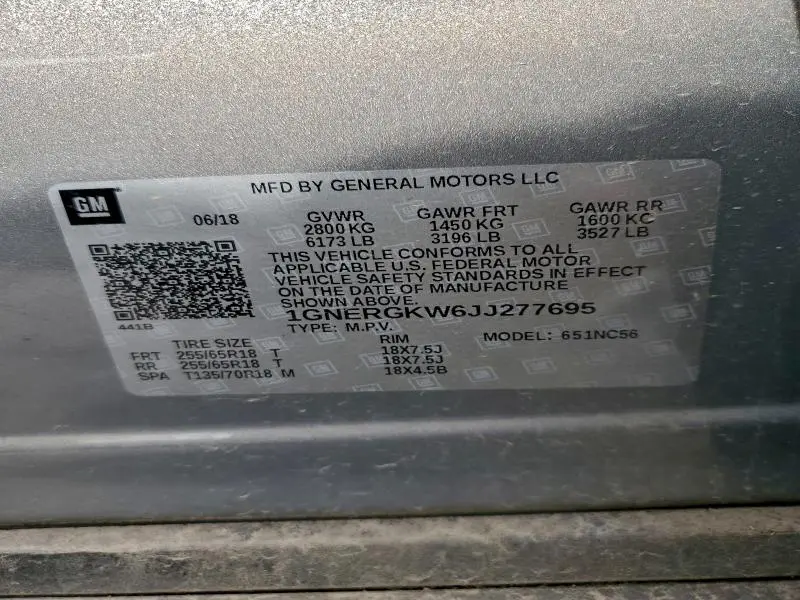 MFD BY GENERAL MOTORS LLC
GM
06/18 GVWR GAWR FRT GAWR RR
2800 KG 1450 KG 1600 KG
6173 LB 3196 LB 3527 LB
THIS VEHICLE CONFORMS TO ALL
APPLICABLE U.S. FEDERAL MOTOR
VEHICLE SAFETY STANDARDS IN EFFECT
ON THE DATE OF MANUFACTURE
SHOWN ABOVE.
1GNERGKW6JJ277695
441B
TYPE: M.P.V. MODEL: 651NC56
TIRE SIZE RIM
FRT 255/65R18 T 18X7.5J
RR 255/65R18 T 18X7.5J
SPA T135/70R18 M 18X4.5B